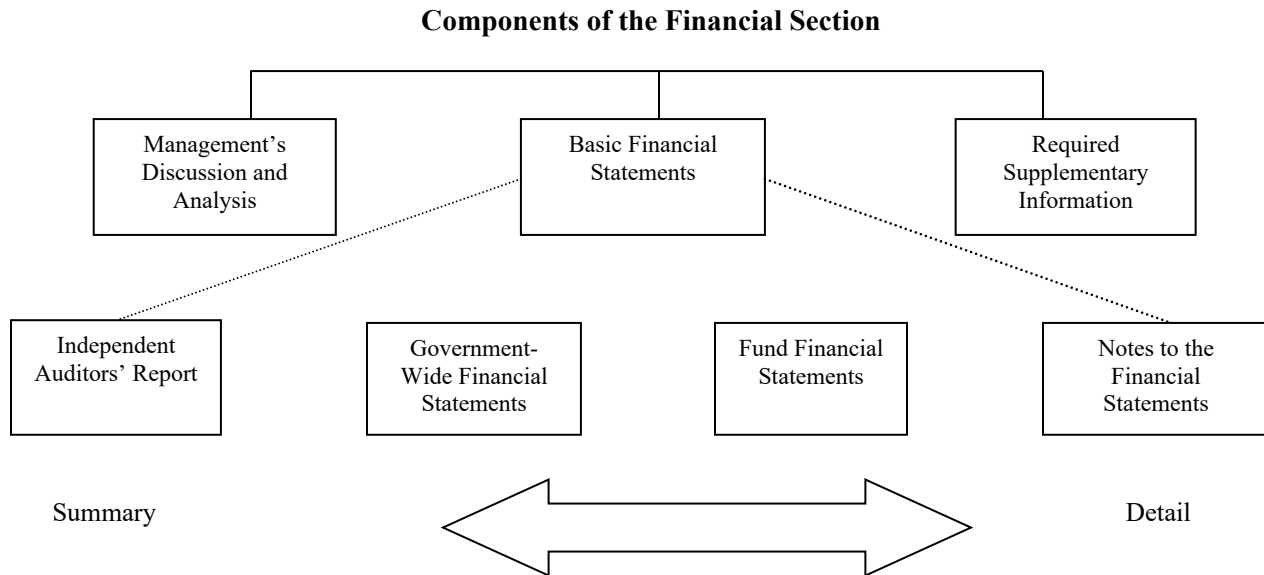 Components of the Financial Section
Management’s
Discussion and
Analysis
Basic Financial
Statements
Required
Supplementary
Information
Independent
Auditors’ Report
Government-
Wide Financial
Statements
Fund Financial
Statements
Notes to the
Financial
Statements
Summary
Detail